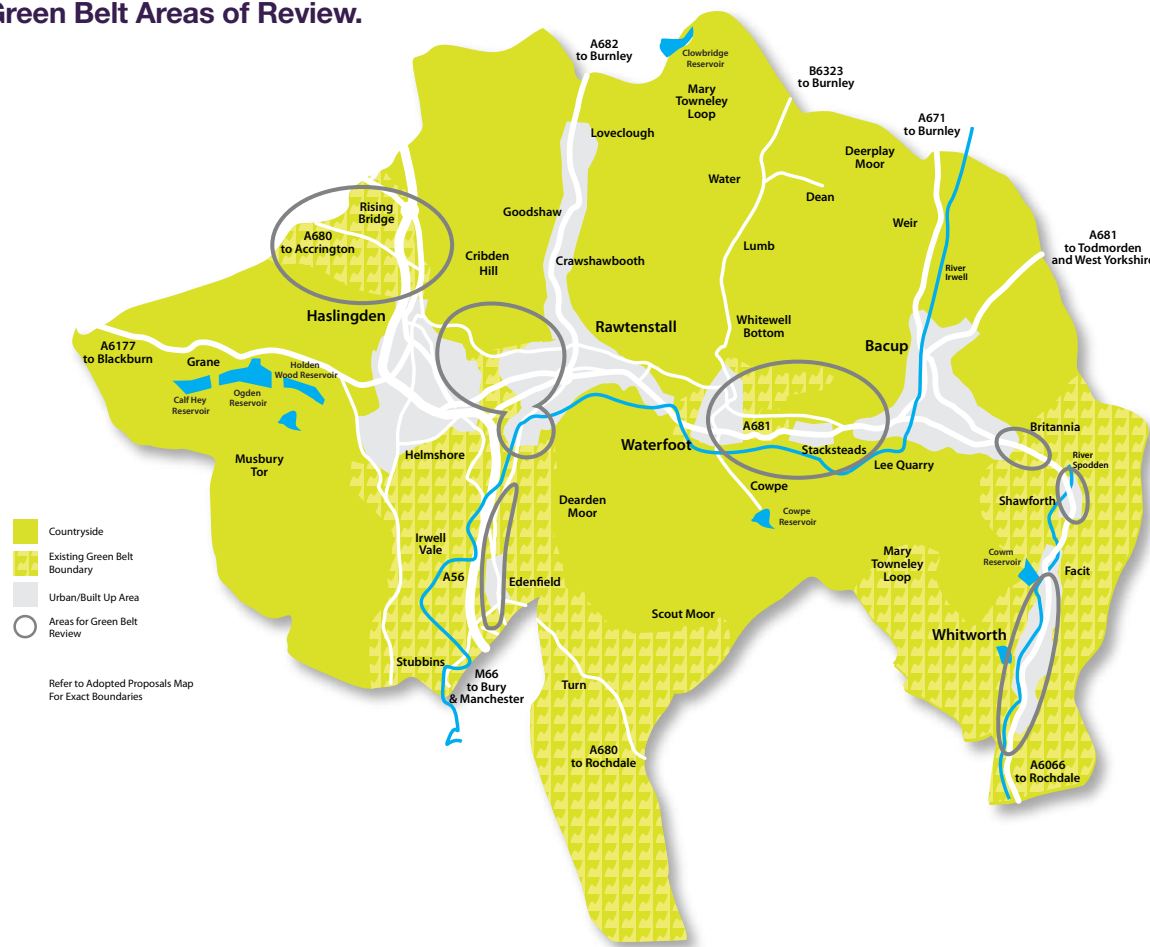 Green Belt Areas of Review.
A682
to Burnley
Clowbridge
Reservoir
B6323
to Burnley
Mary
Towneley
Loop
A671
to Burnley
Loveclough
Deerplay
Moor
Water
Dean
Rising
Bridge
Goodshaw
Weir
A680
to Accrington
A681
to Todmorden
and West Yorkshire
Lumb
Cribden
Hill
Crawshawbooth
River
Irwell
Haslingden
Rawtenstall
Whitewell
Bottom
Bacup
A6177
to Blackburn
Grane
Holden
Wood Reservoir
Calf Hey
Reservoir
Ogden
Reservoir
A681
Britannia
Waterfoot
Stacksteads
Helmshore
Musbury
Tor
Lee Quarry
River
Spodden
Cowpe
Dearden
Moor
Shawforth
Cowpe
Reservoir
Countryside
Irwell
Vale
Existing Green Belt
Boundary
Mary
Towneley
Loop
Cowm
Reservoir
A56
Edenfield
Facit
Urban/Built Up Area
Scout Moor
Areas for Green Belt
Review
Whitworth
Stubbins
M66
to Bury
& Manchester
Turn
Refer to Adopted Proposals Map
For Exact Boundaries
A680
to Rochdale
A6066
to Rochdale